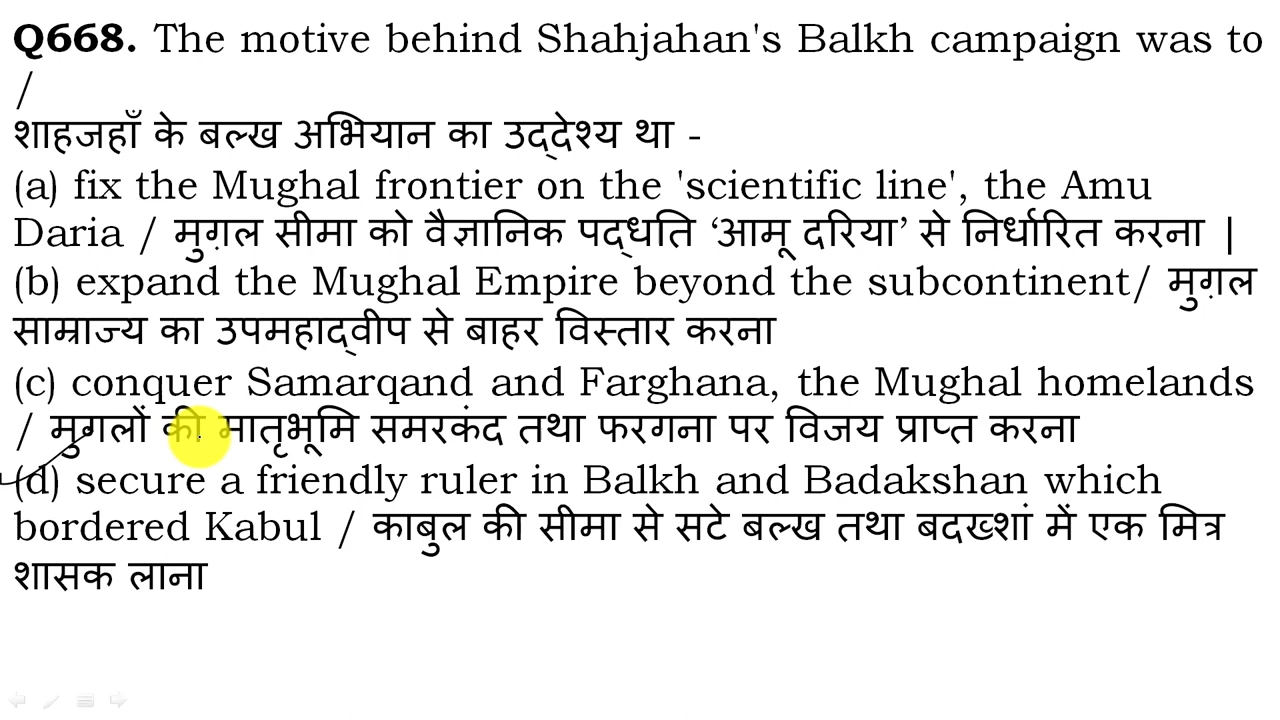 Q668. The motive behind Shahjahan's Balkh campaign was to
/
शाहजहाँ के बल्ख अभियान का उद्देश्य था -
(a) fix the Mughal frontier on the 'scientific line', the Amu
Daria / मुग़ल सीमा को वैज्ञानिक पद्धति ‘आमू दरिया’ से निर्धारित करना |
(b) expand the Mughal Empire beyond the subcontinent/ मुग़ल
साम्राज्य का उपमहाद्वीप से बाहर विस्तार करना
(c) conquer Samarqand and Farghana, the Mughal homelands
/ मुगलों की मातृभूमि समरकंद तथा फरगना पर विजय प्राप्त करना
(d) secure a friendly ruler in Balkh and Badakshan which
bordered Kabul / काबुल की सीमा से सटे बल्ख तथा बदख्शां में एक मित्र
शासक लाना